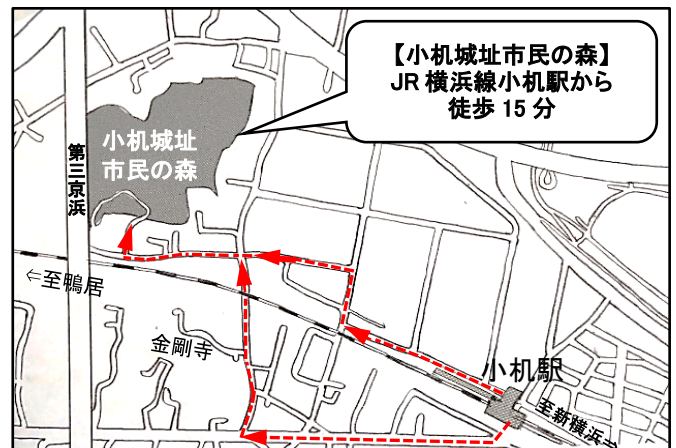 【小机城址市民の森】
JR 横浜線小机駅から
徒歩 15 分
小机城址
市民の森
第三京浜
⇐至鴨居
金剛寺
小机駅
至新横浜